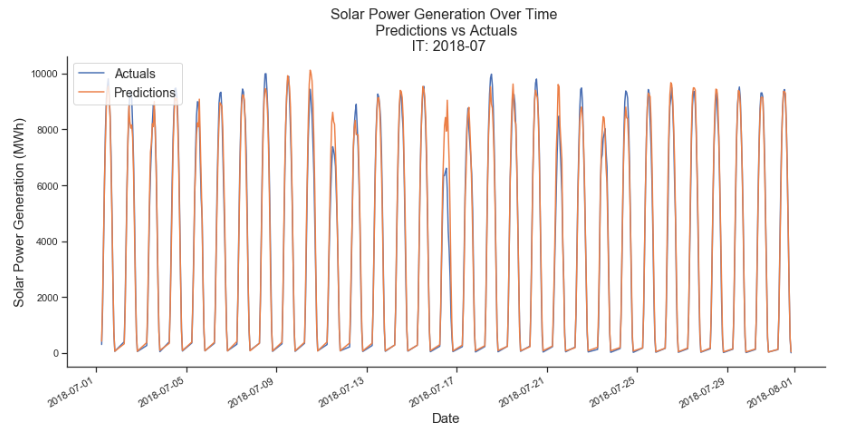 Solar Power Generation Over Time
Predictions vs Actuals
IT: 2018-07
Actuals
Predictions
Solar Power Generation (MWh)
10000
8000
6000
4000
2000
0
2018-07-01
2018-07-05
2018-07-09
2018-07-13
2018-07-17
2018-07-21
2018-07-25
2018-07-29
2018-08-01
Date